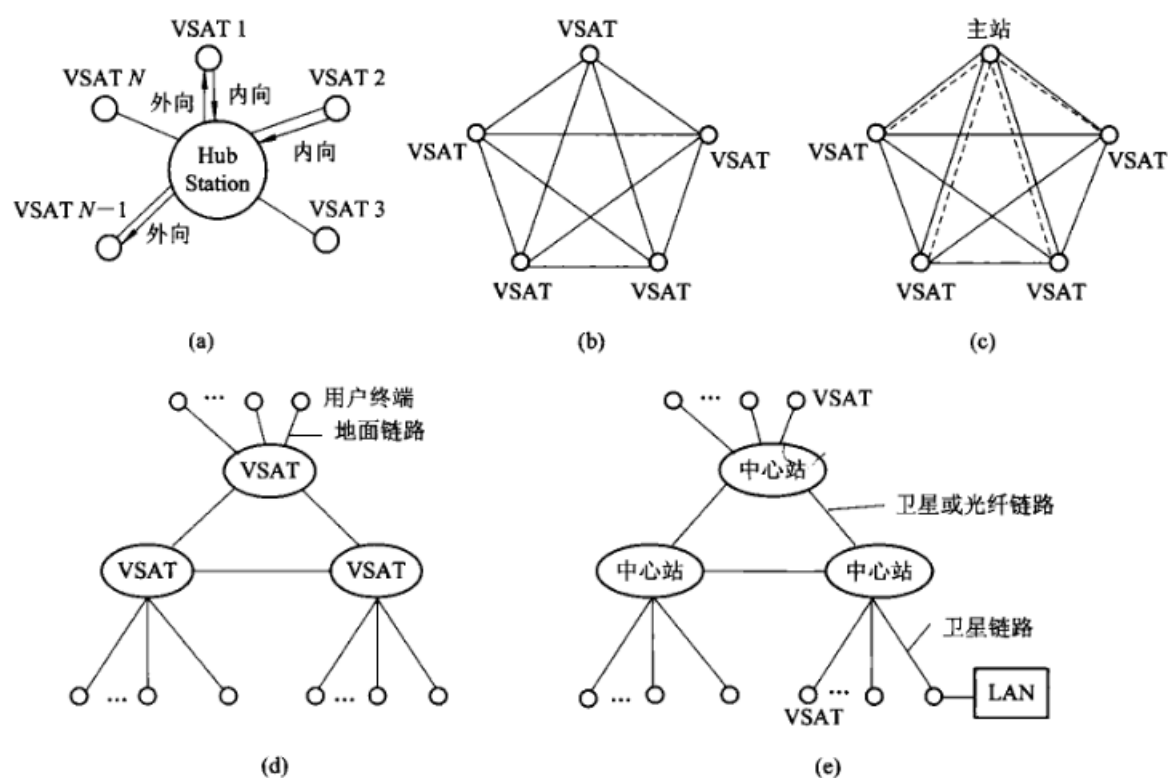 VSAT 1
VSAT N
VSAT 2
外向
内向
内向
Hub
Station
VSAT N-1
外向
VSAT 3
(a)
VSAT
VSAT
VSAT
VSAT
VSAT
(b)
主站
VSAT
VSAT
VSAT
VSAT
(c)
...
用户终端
地面链路
VSAT
VSAT
VSAT
...
...
(d)
...
VSAT
中心站
卫星或光纤链路
中心站
中心站
卫星链路
...
...
VSAT
LAN
(e)